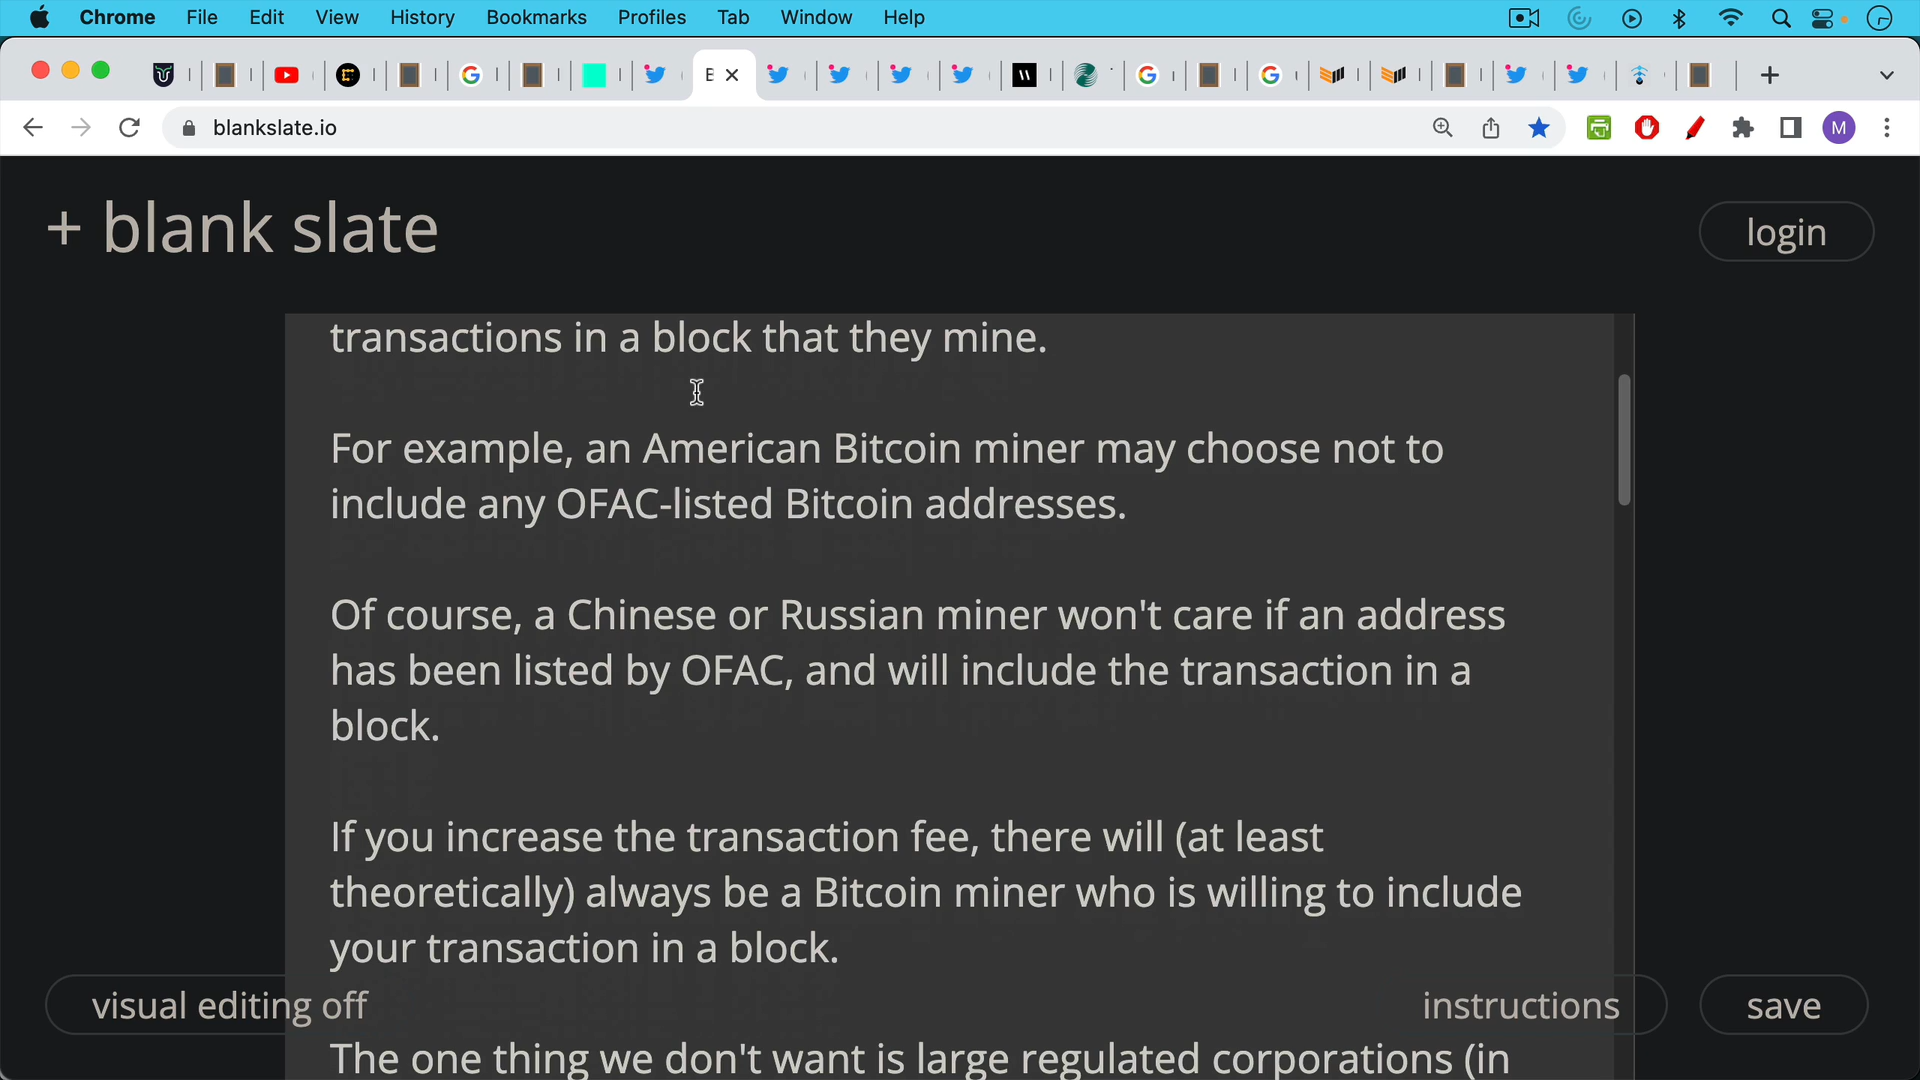 Chrome File Edit View History Bookmarks Profiles Tab Window Help
E
blankslate.io
M
+ blank slate
login
transactions in a block that they mine.
For example, an American Bitcoin miner may choose not to
include any OFAC-listed Bitcoin addresses.
Of course, a Chinese or Russian miner won't care if an address
has been listed by OFAC, and will include the transaction in a
block.
If you increase the transaction fee, there will (at least
theoretically) always be a Bitcoin miner who is willing to include
your transaction in a block.
visual editing off
instructions
save
The one thing we don't want is large regulated corporations (in